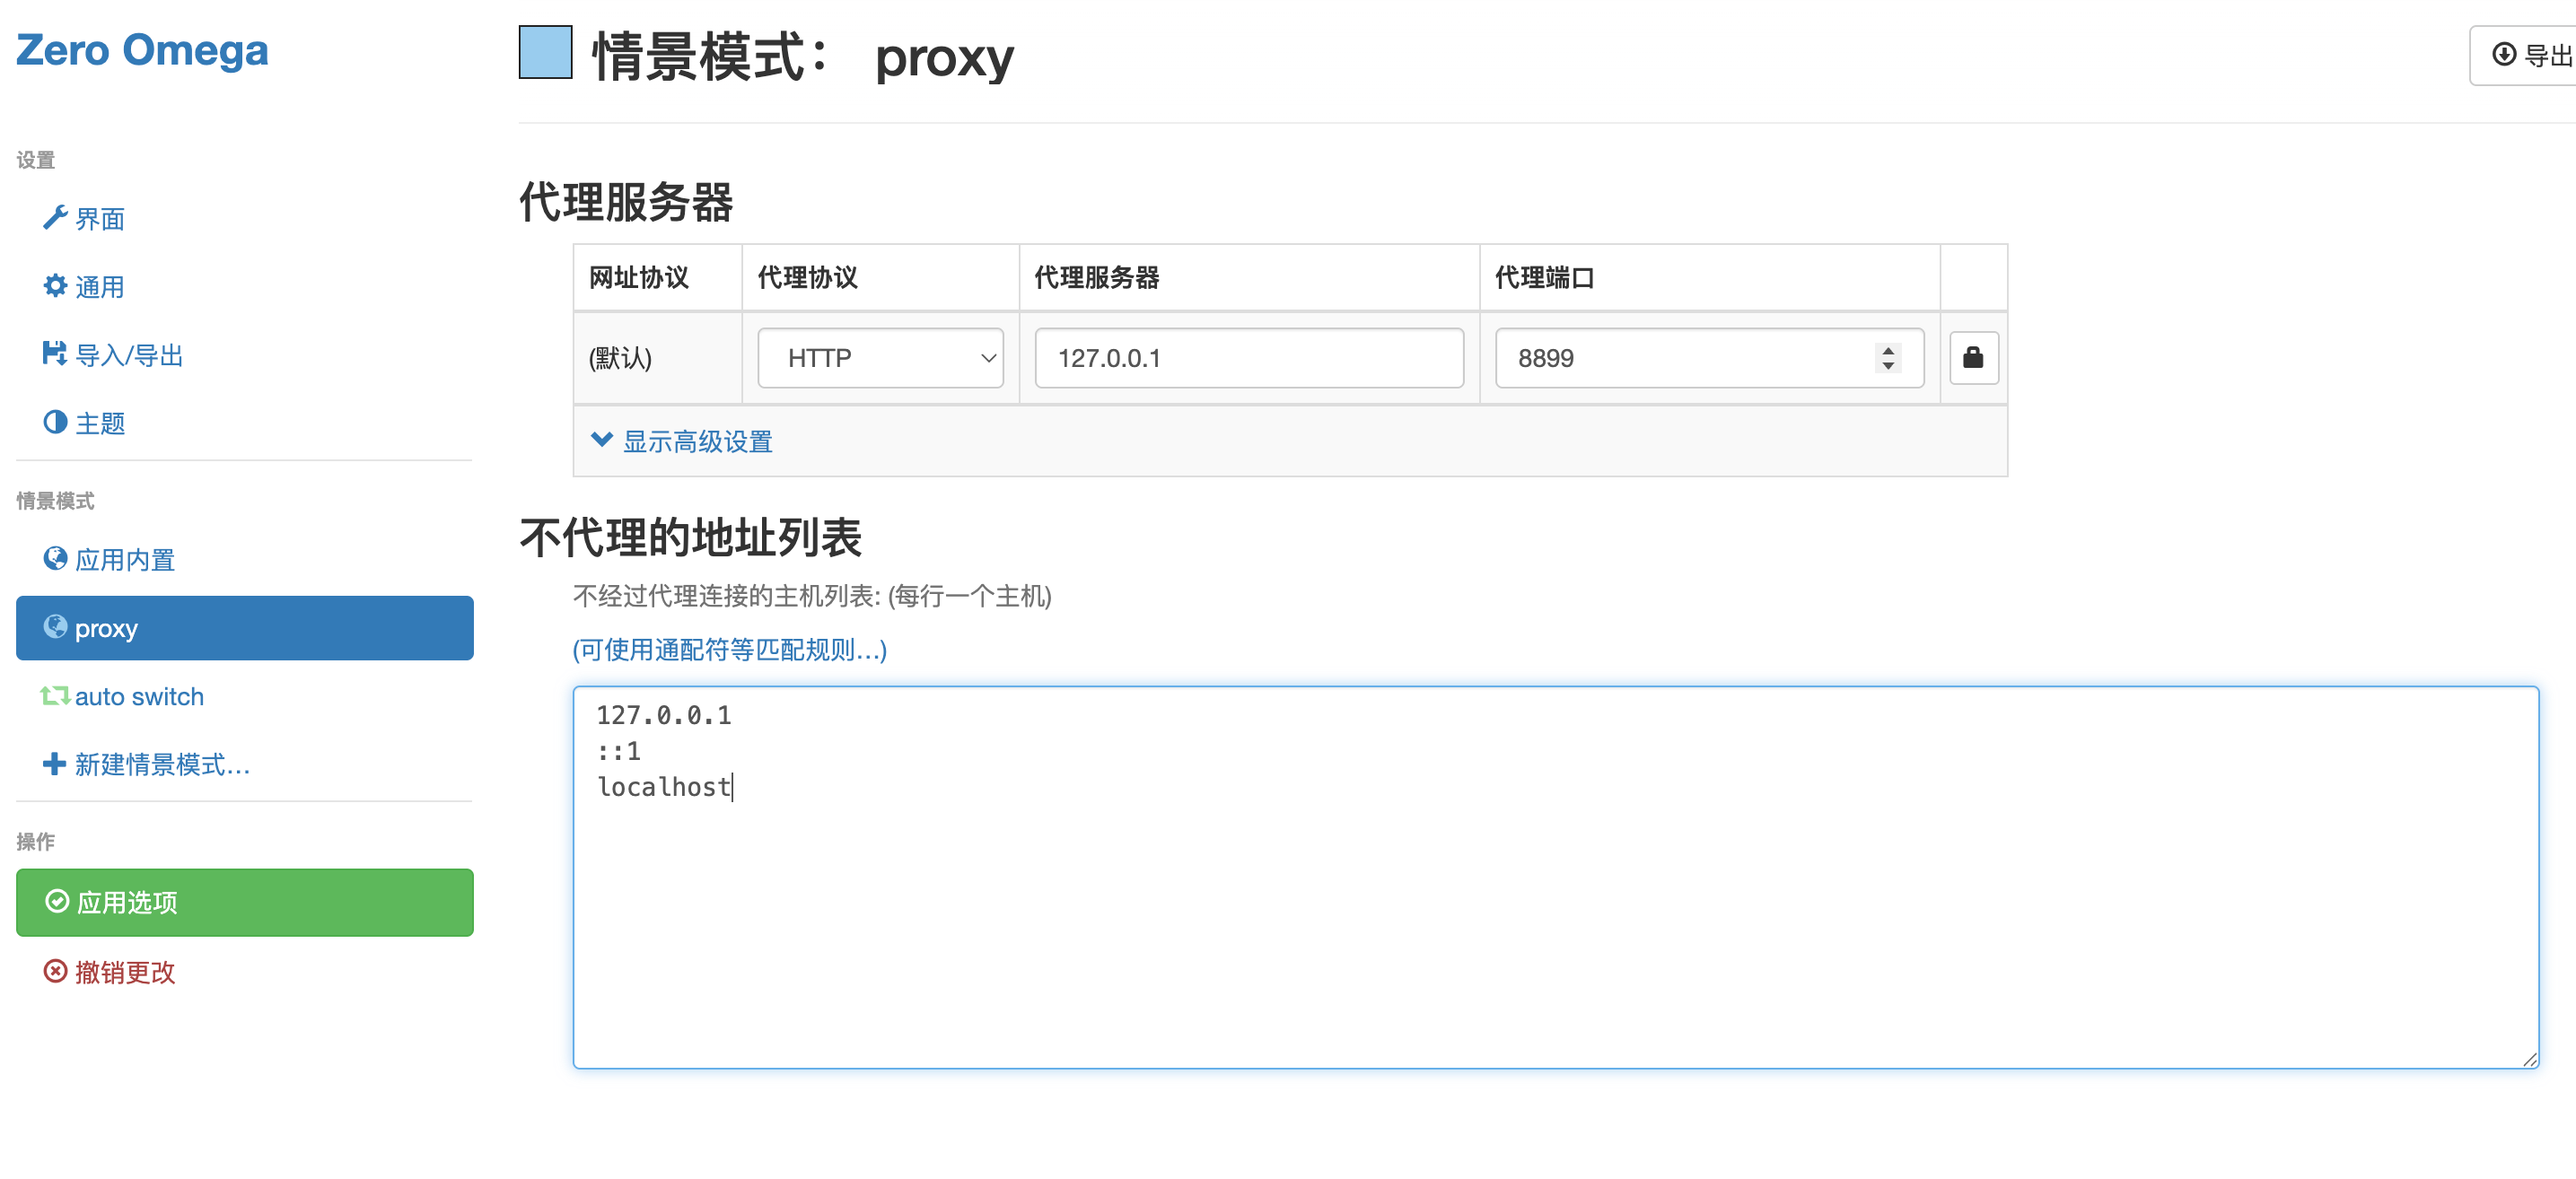 Zero Omega
设置
界面
通用
导入/导出
主题
情景模式
应用内置
proxy
auto switch
新建情景模式...
操作
应用选项
撤销更改
情景模式： proxy
导出
代理服务器
网址协议 代理协议 代理服务器 代理端口
(默认) HTTP 127.0.0.1 8899
显示高级设置
不代理的地址列表
不经过代理连接的主机列表: (每行一个主机)
(可使用通配符等匹配规则...)
127.0.0.1
::1
localhost